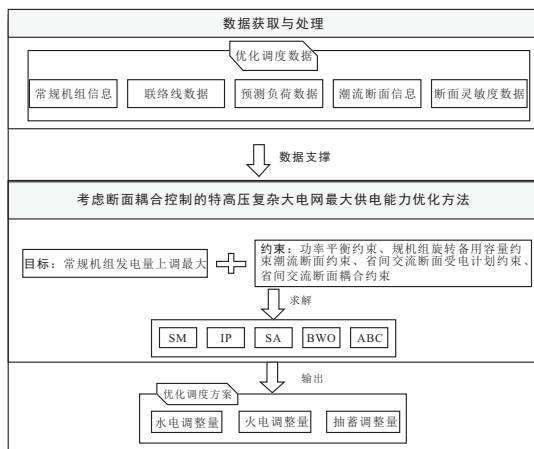 数据获取与处理
优化调度数据
常规机组信息 联络线数据 预测负荷数据 潮流断面信息 断面灵敏度数据
数据支撑
考虑断面耦合控制的特高压复杂大电网最大供电能力优化方法
目标：常规机组发电量上调最大
约束：功率平衡约束、规机组旋转备用容量约
束潮流断面约束、省间交流断面受电计划约束、
省间交流断面耦合约束
求解
SM IP SA BWO ABC
输出
优化调度方案
水电调整量 火电调整量 抽蓄调整量